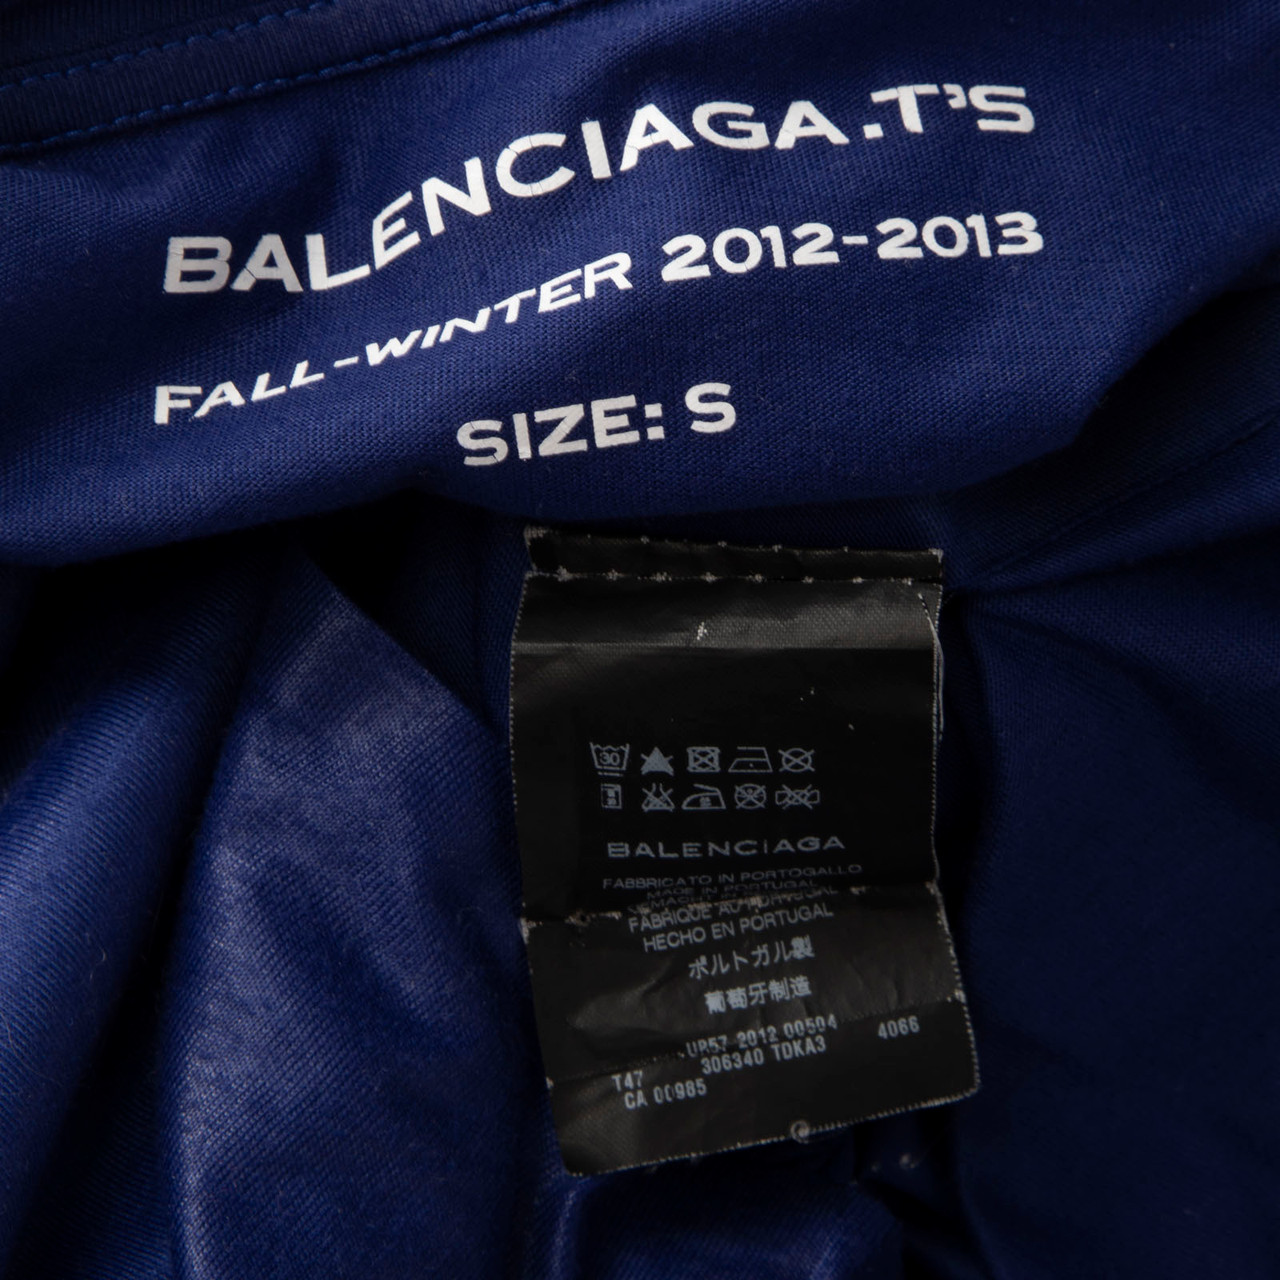 BALENCIAGA.T'S
FALL-WINTER 2012-2013
SIZE: S
30
BALENCIAGA
FABBRICATO IN PORTOGALLO
MADE IN PORTUGAL
FABRIQUE AU PORTUGAL
HECHO EN PORTUGAL
ポルトガル製
葡萄牙制造
2012 00504 4066
T47 306340 TDKA3
CA 00985